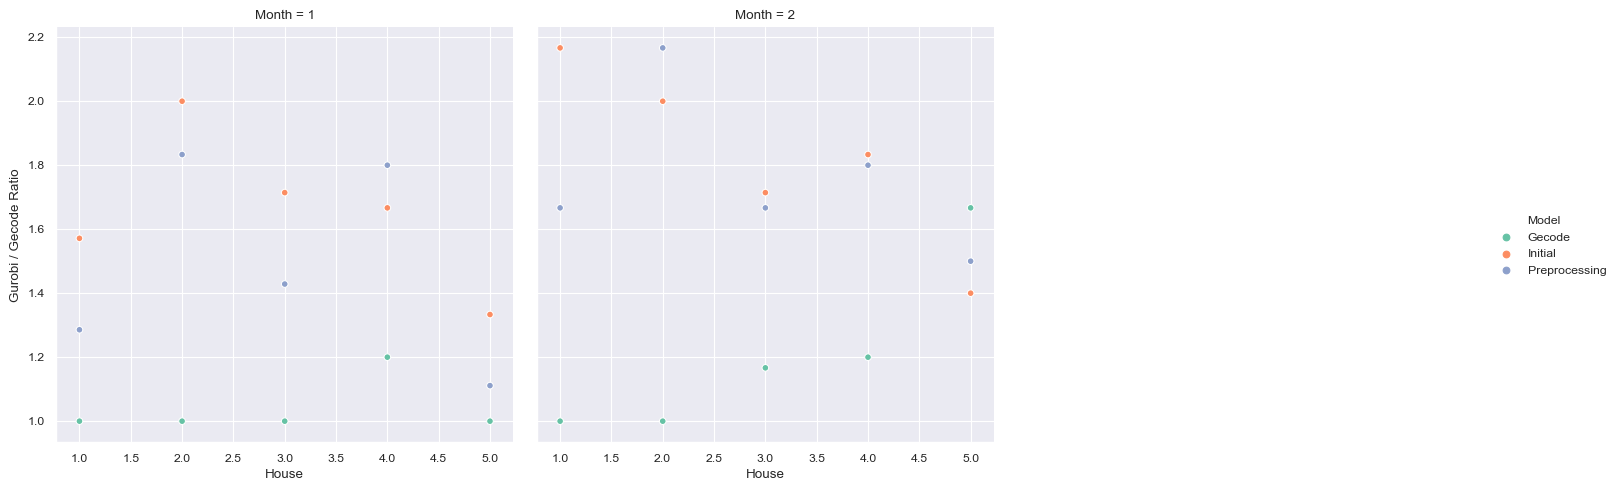 Month = 1
Month = 2
Gurobi / Gecode Ratio
2.2
2.0
1.8
1.6
1.4
1.2
1.0
1.0 1.5 2.0 2.5 3.0 3.5 4.0 4.5 5.0
House
1.0 1.5 2.0 2.5 3.0 3.5 4.0 4.5 5.0
House
Model
Gecode
Initial
Preprocessing